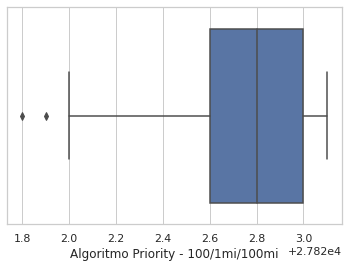 1.8 2.0 2.2 2.4 2.6 2.8 3.0
+2.782e4
Algoritmo Priority - 100/1mi/100mi